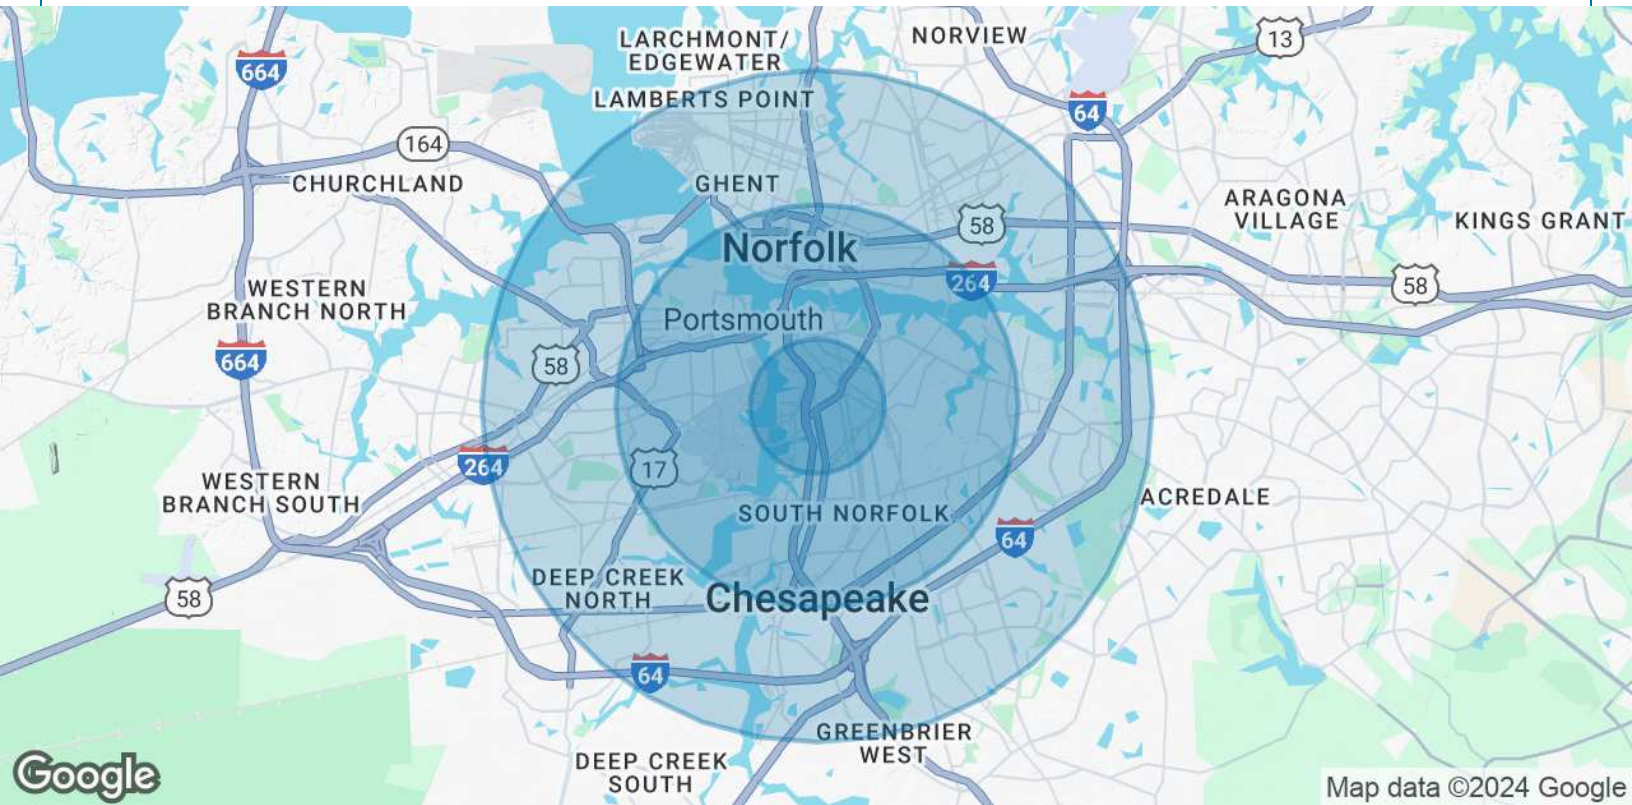 LARCHMONT/
EDGEWATER
NORVIEW
13
664
LAMBERTS POINT
64
164
CHURCHLAND
GHENT
ARAGONA
VILLAGE
KINGS GRANT
58
Norfolk
264
58
WESTERN
BRANCH NORTH
Portsmouth
664
58
264
17
WESTERN
BRANCH SOUTH
SOUTH NORFOLK
ACREDALE
64
DEEP CREEK
NORTH
Chesapeake
58
64
GREENBRIER
WEST
DEEP CREEK
SOUTH
Google
Map data ©2024 Google